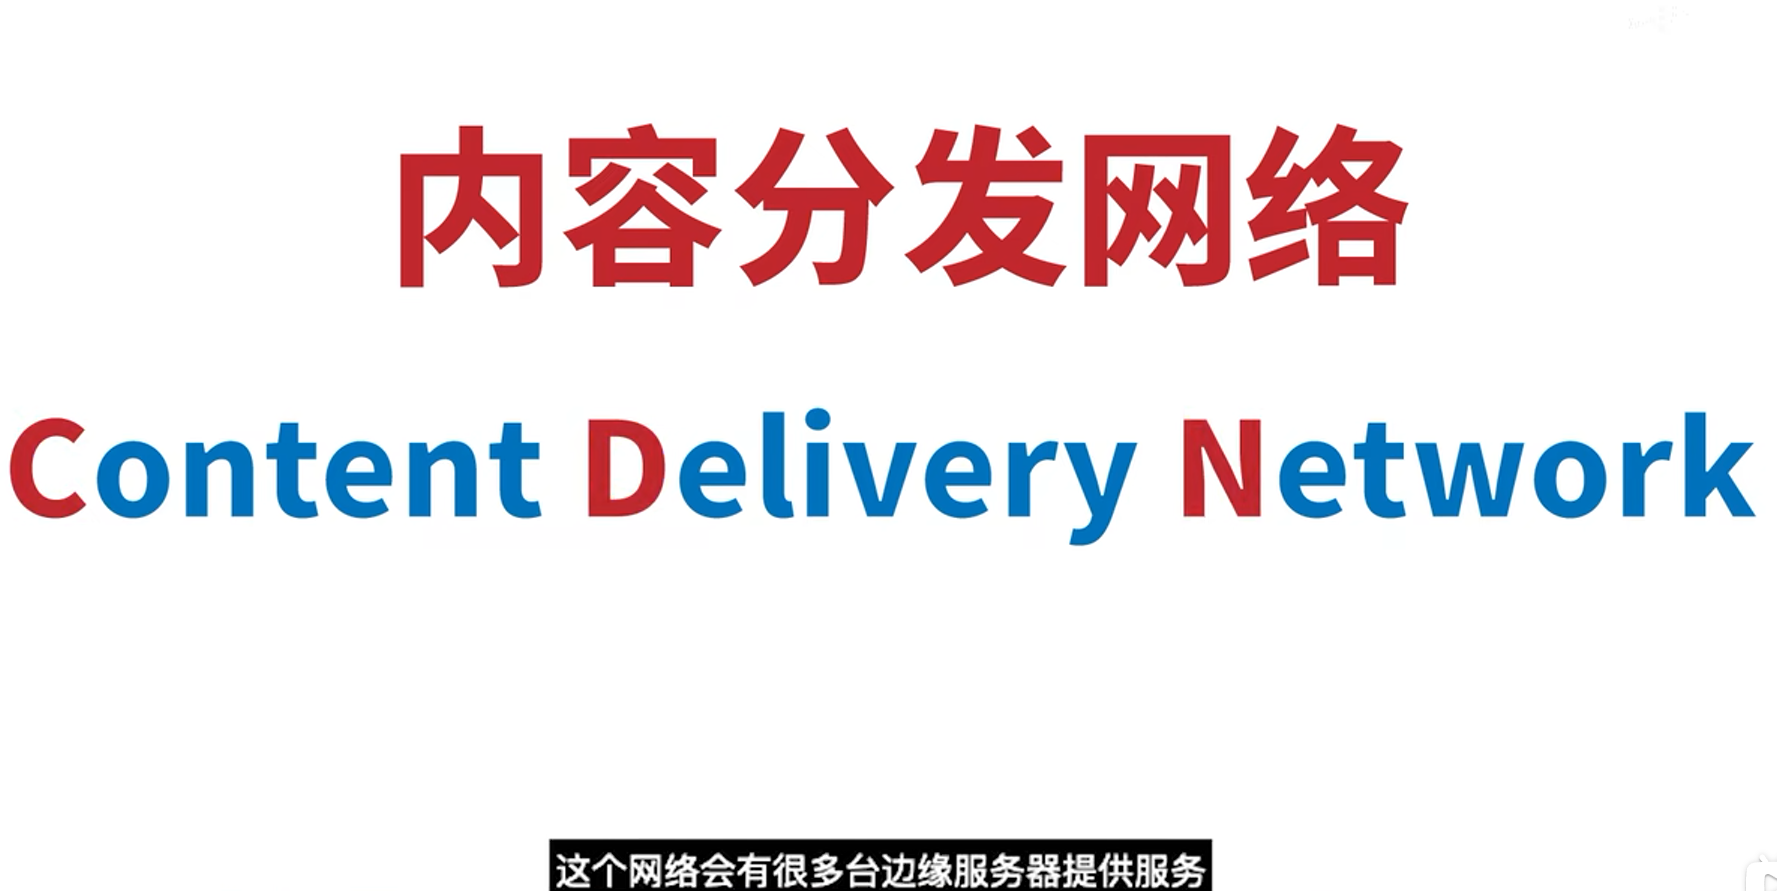 内容分发网络
Content Delivery Network
这个网络会有很多台边缘服务器提供服务